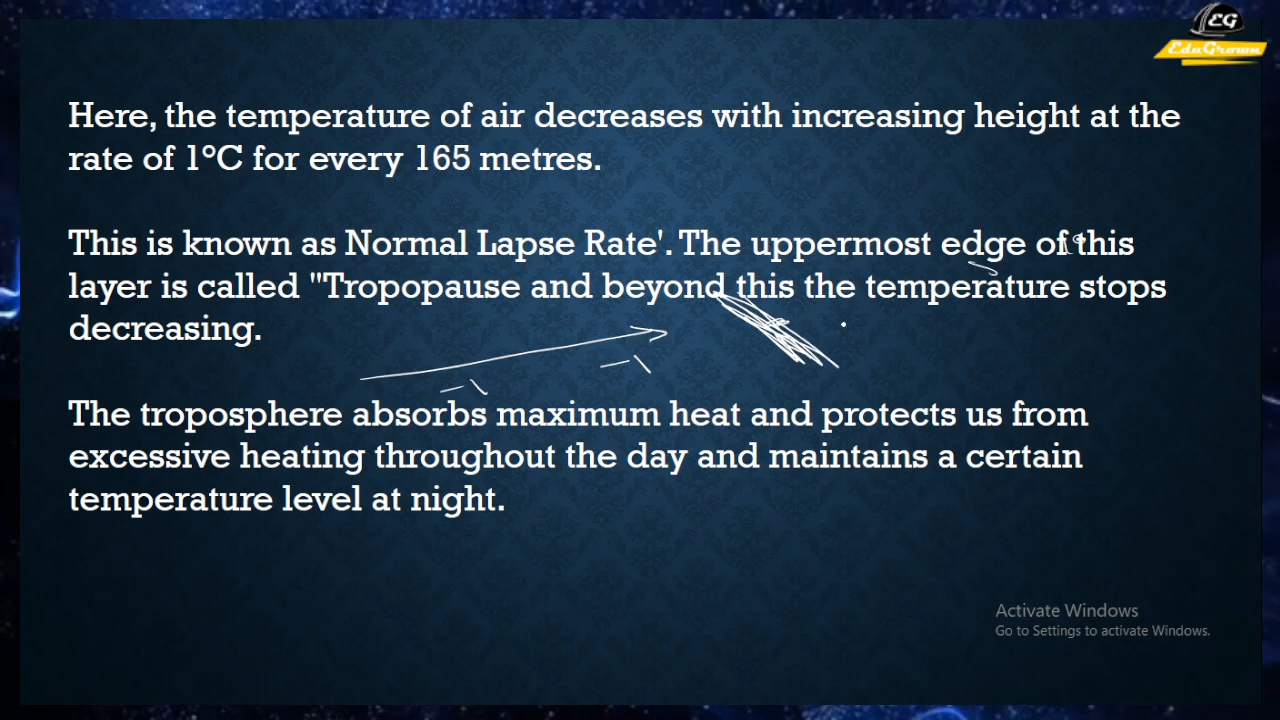 EG
EduGrown
Here, the temperature of air decreases with increasing height at the
rate of 1°C for every 165 metres.
This is known as Normal Lapse Rate'. The uppermost edge of this
layer is called "Tropopause and beyond this the temperature stops
decreasing.
The troposphere absorbs maximum heat and protects us from
excessive heating throughout the day and maintains a certain
temperature level at night.
Activate Windows
Go to Settings to activate Windows.